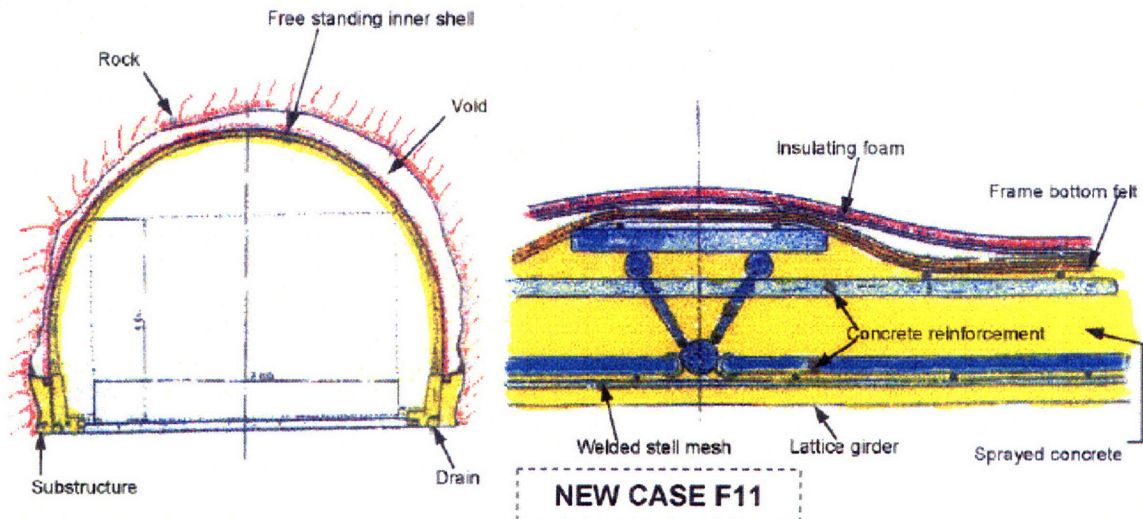 Free standing inner shell
Rock
Void
Substructure
Drain
Insulating foam
Frame bottom felt
Concrete reinforcement
Welded stell mesh
Lattice girder
Sprayed concrete
NEW CASE F11